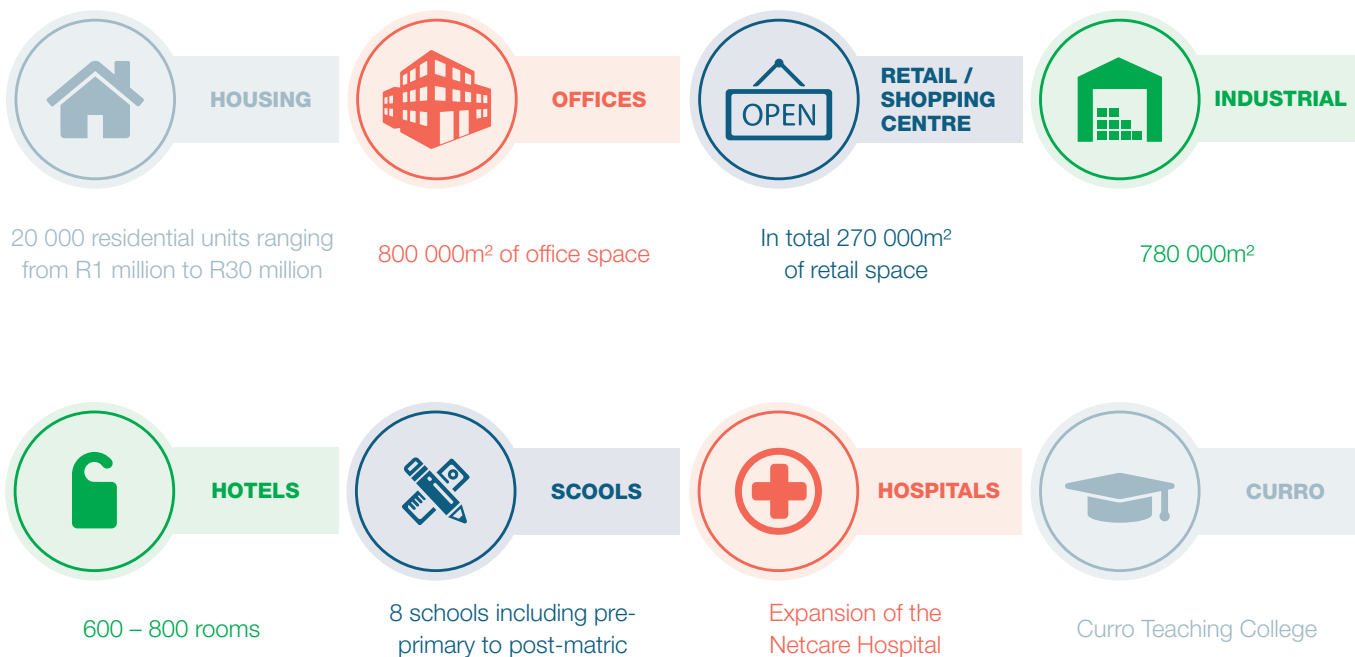 HOUSING
20 000 residential units ranging
from R1 million to R30 million
OFFICES
800 000m² of office space
OPEN
RETAIL /
SHOPPING
CENTRE
In total 270 000m²
of retail space
INDUSTRIAL
780 000m²
HOTELS
600 – 800 rooms
SCOOLS
8 schools including pre-
primary to post-matric
HOSPITALS
Expansion of the
Netcare Hospital
CURRO
Curro Teaching College